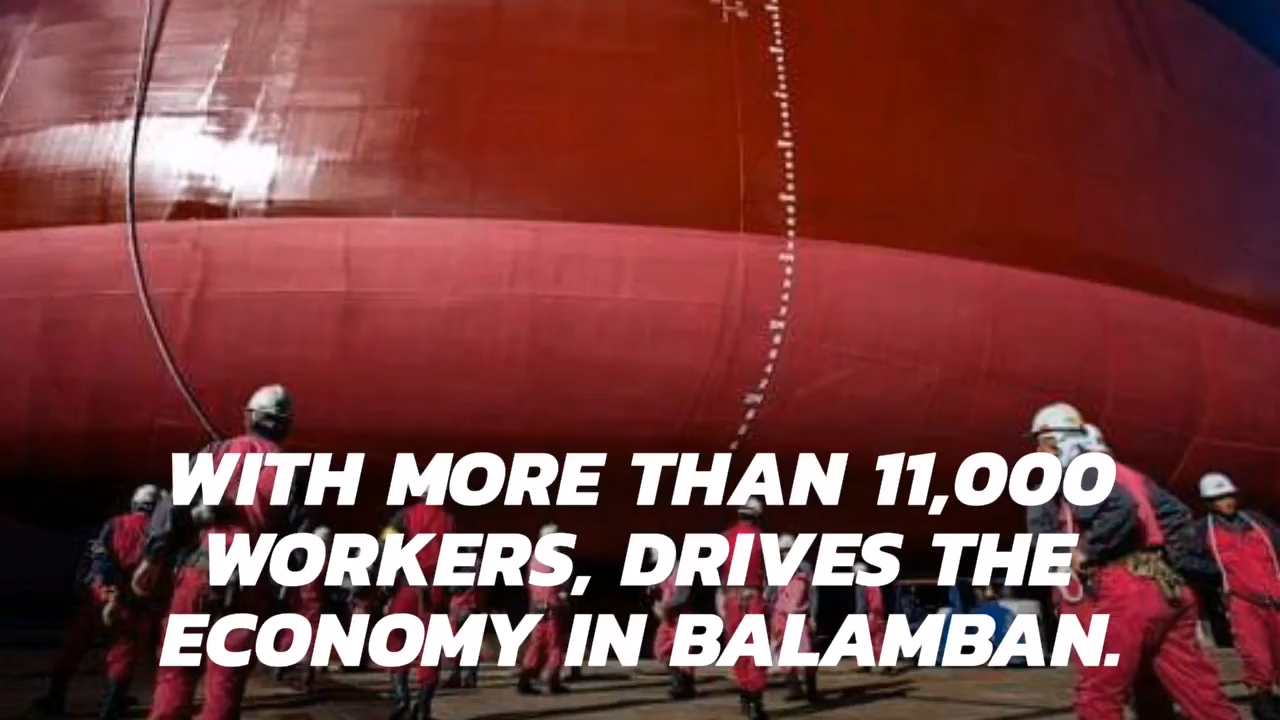 WITH MORE THAN 11,000
WORKERS, DRIVES THE
ECONOMY IN BALAMBAN.